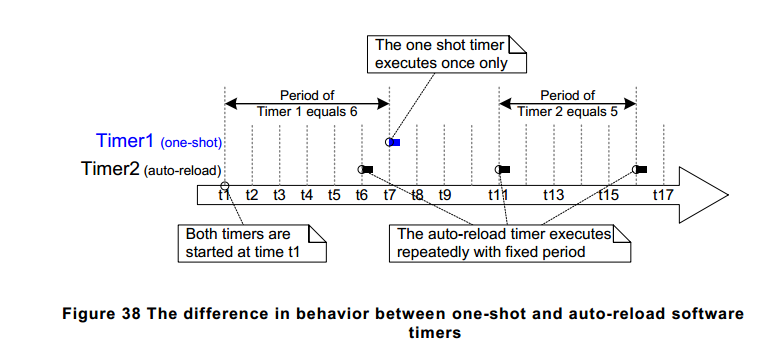 The one shot timer
executes once only
Period of
Timer 1 equals 6
Period of
Timer 2 equals 5
Timer1 (one-shot)
Timer2 (auto-reload)
t1 t2 t3 t4 t5 t6 t7 t8 t9 t11 t13 t15 t17
Both timers are
started at time t1
The auto-reload timer executes
repeatedly with fixed period
Figure 38 The difference in behavior between one-shot and auto-reload software
timers